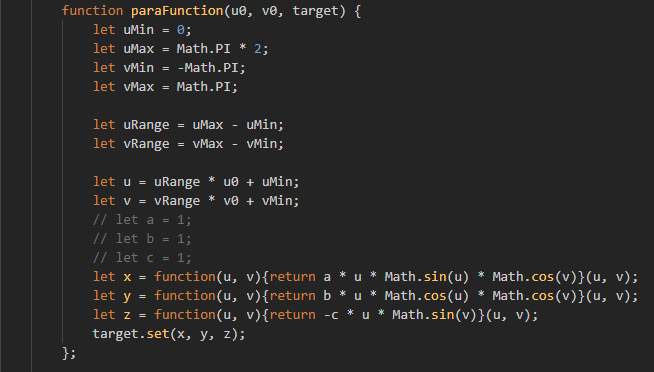 function paraFunction(u0, v0, target) {
let uMin = 0;
let uMax = Math.PI * 2;
let vMin = -Math.PI;
let vMax = Math.PI;
let uRange = uMax - uMin;
let vRange = vMax - vMin;
let u = uRange * u0 + uMin;
let v = vRange * v0 + vMin;
// let a = 1;
// let b = 1;
// let c = 1;
let x = function(u, v){return a * u * Math.sin(u) * Math.cos(v)}(u, v);
let y = function(u, v){return b * u * Math.cos(u) * Math.cos(v)}(u, v);
let z = function(u, v){return -c * u * Math.sin(v)}(u, v);
target.set(x, y, z);
};